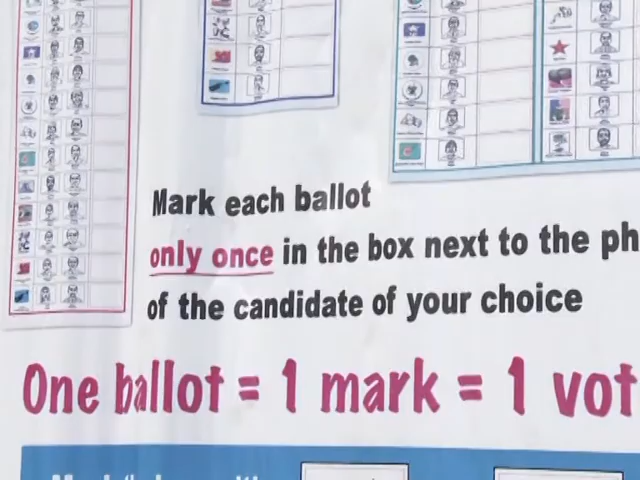 Mark each ballot
only once in the box next to the ph
of the candidate of your choice
One ballot = 1 mark = 1 vot